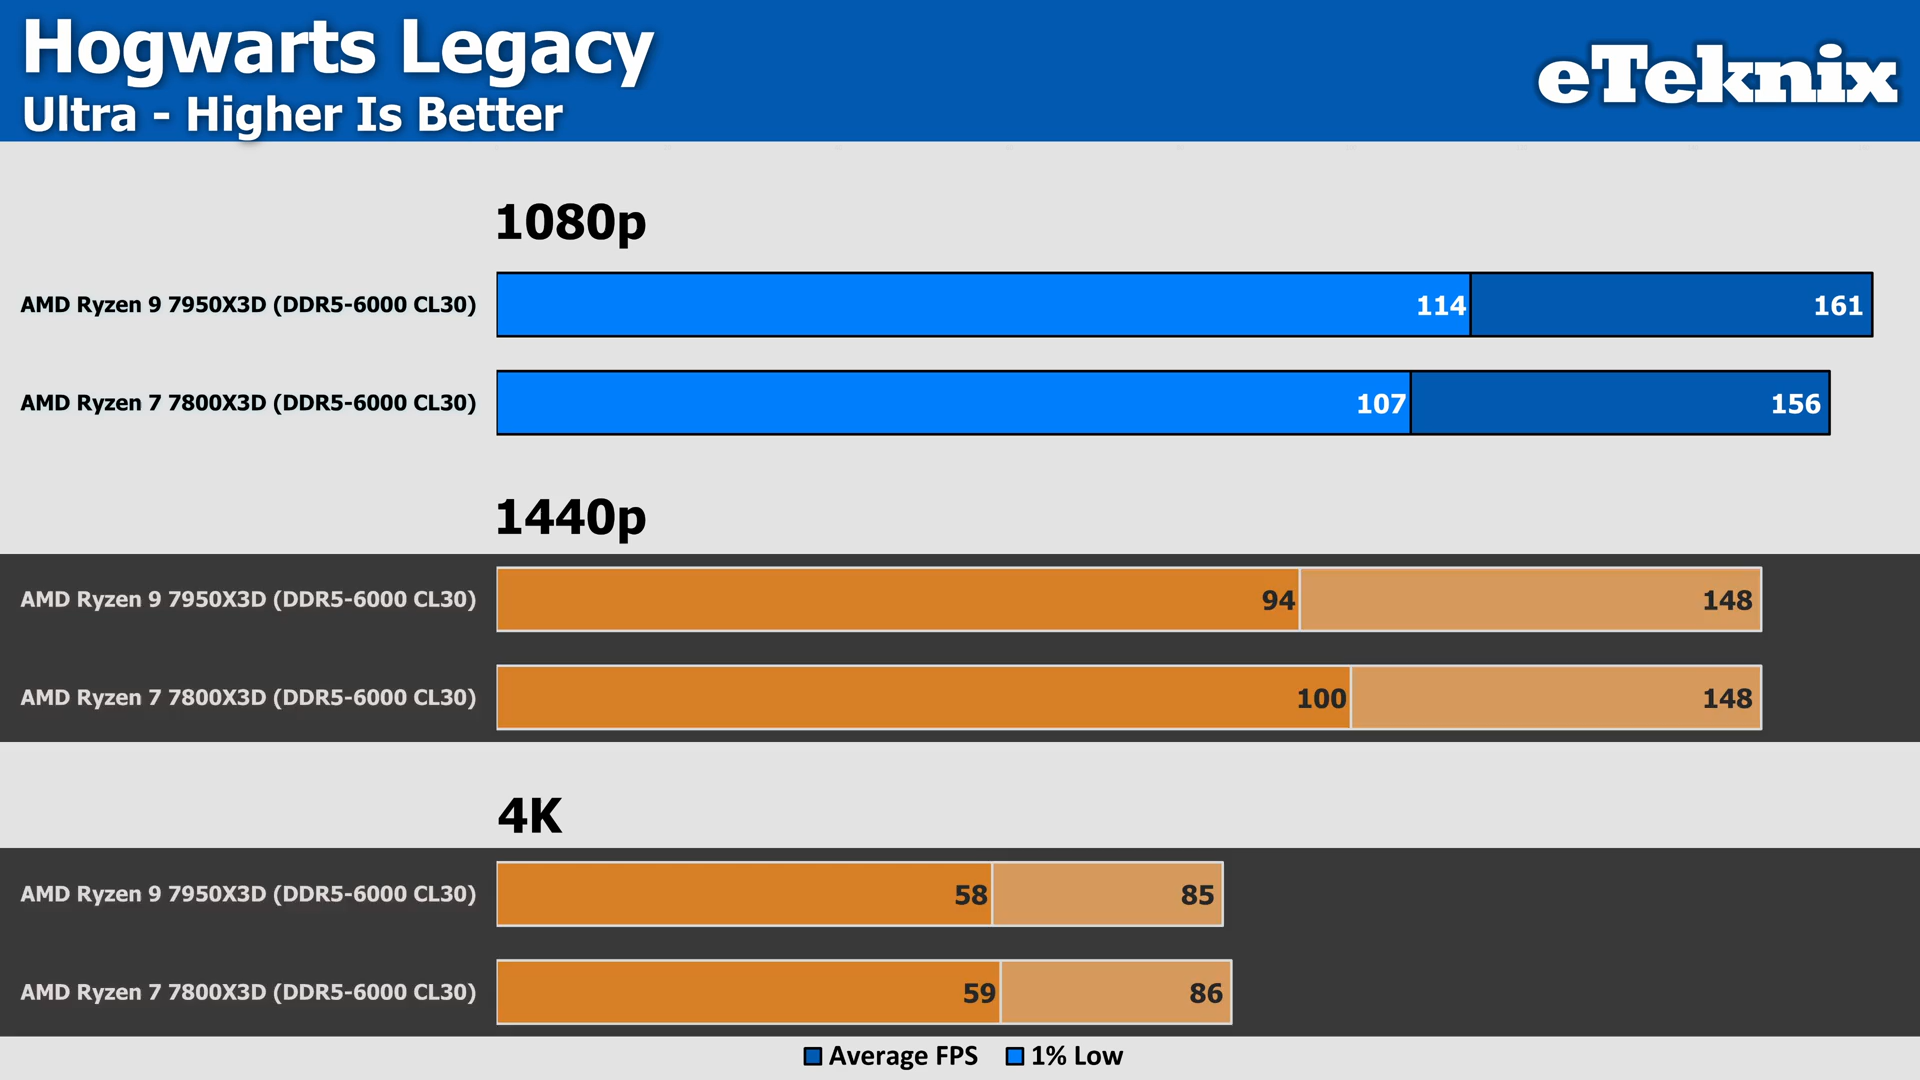 Hogwarts Legacy
Ultra - Higher Is Better
eTeknix
1080p
AMD Ryzen 9 7950X3D (DDR5-6000 CL30)
114
161
AMD Ryzen 7 7800X3D (DDR5-6000 CL30)
107
156
1440p
AMD Ryzen 9 7950X3D (DDR5-6000 CL30)
94
148
AMD Ryzen 7 7800X3D (DDR5-6000 CL30)
100
148
4K
AMD Ryzen 9 7950X3D (DDR5-6000 CL30)
58
85
AMD Ryzen 7 7800X3D (DDR5-6000 CL30)
59
86
Average FPS
1% Low